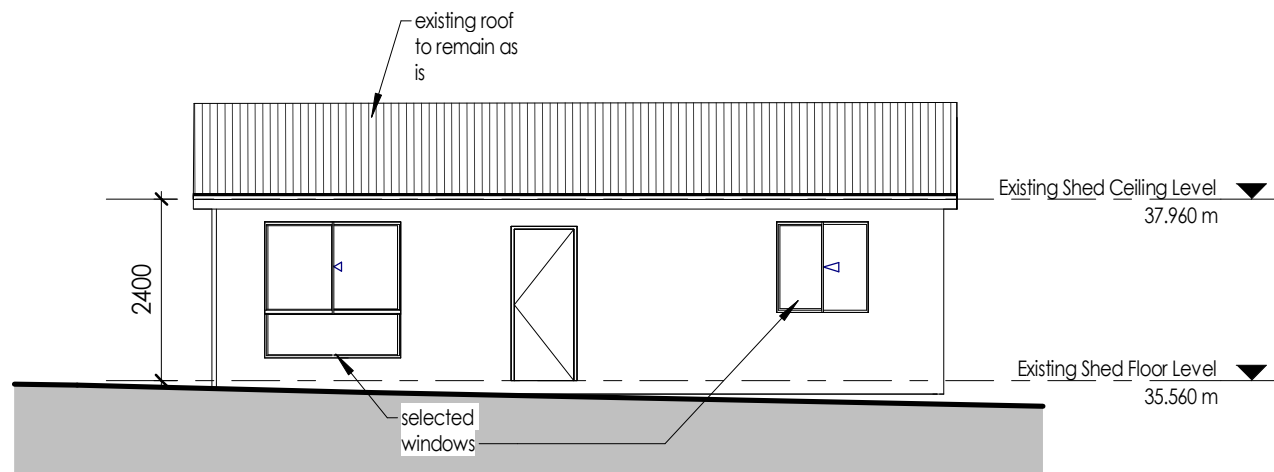 existing roof
to remain as
is
Existing Shed Ceiling Level
37.960 m
2400
Existing Shed Floor Level
35.560 m
selected
windows